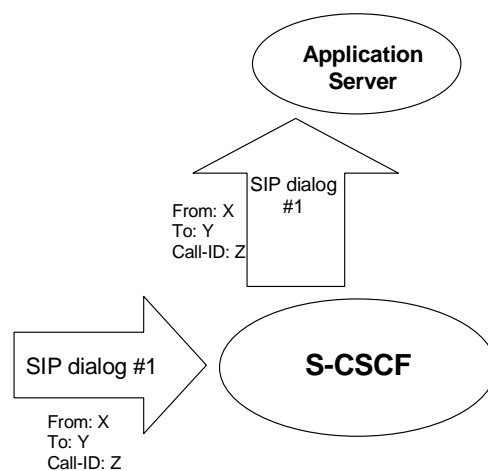 Application
Server
SIP dialog
#1
From: X
To: Y
Call-ID: Z
S-CSCF
SIP dialog #1
From: X
To: Y
Call-ID: Z